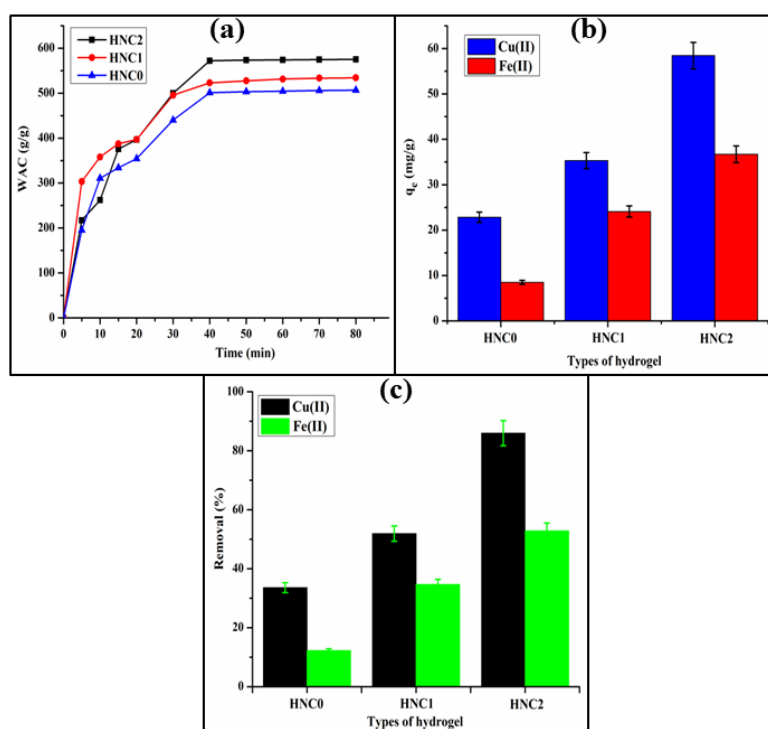 (a)
HNC2
HNC1
HNC0
WAC (g/g)
600
500
400
300
200
100
0
0 10 20 30 40 50 60 70 80
Time (min)
(b)
Cu(II)
Fe(II)
qe (mg/g)
60
50
40
30
20
10
0
HNC0 HNC1 HNC2
Types of hydrogel
(c)
Cu(II)
Fe(II)
Removal (%)
100
80
60
40
20
0
HNC0 HNC1 HNC2
Types of hydrogel